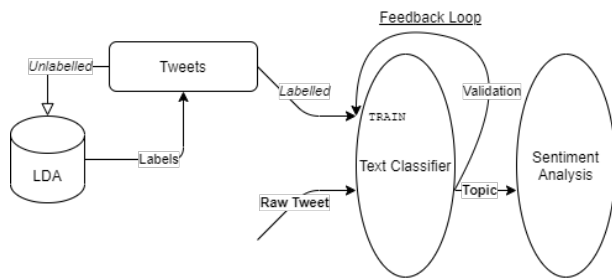 Feedback Loop
Unlabelled
Tweets
Labelled
Validation
TRAIN
LDA
Labels
Text Classifier
Sentiment
Analysis
Raw Tweet
Topic